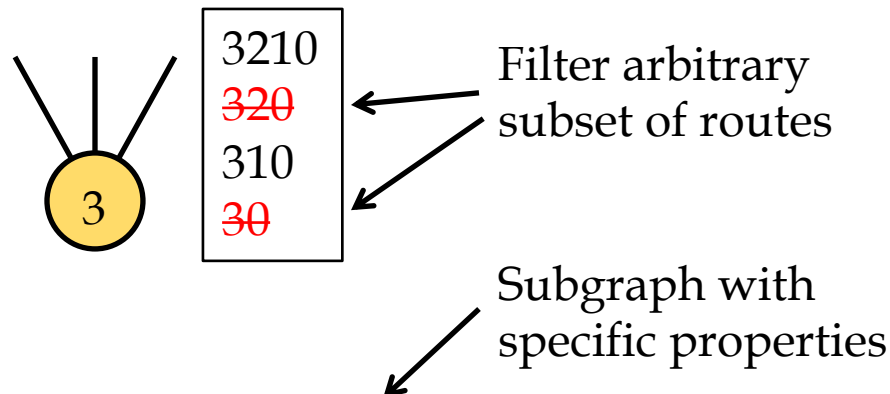 3
3210
320
310
30
Filter arbitrary
subset of routes
Subgraph with
specific properties